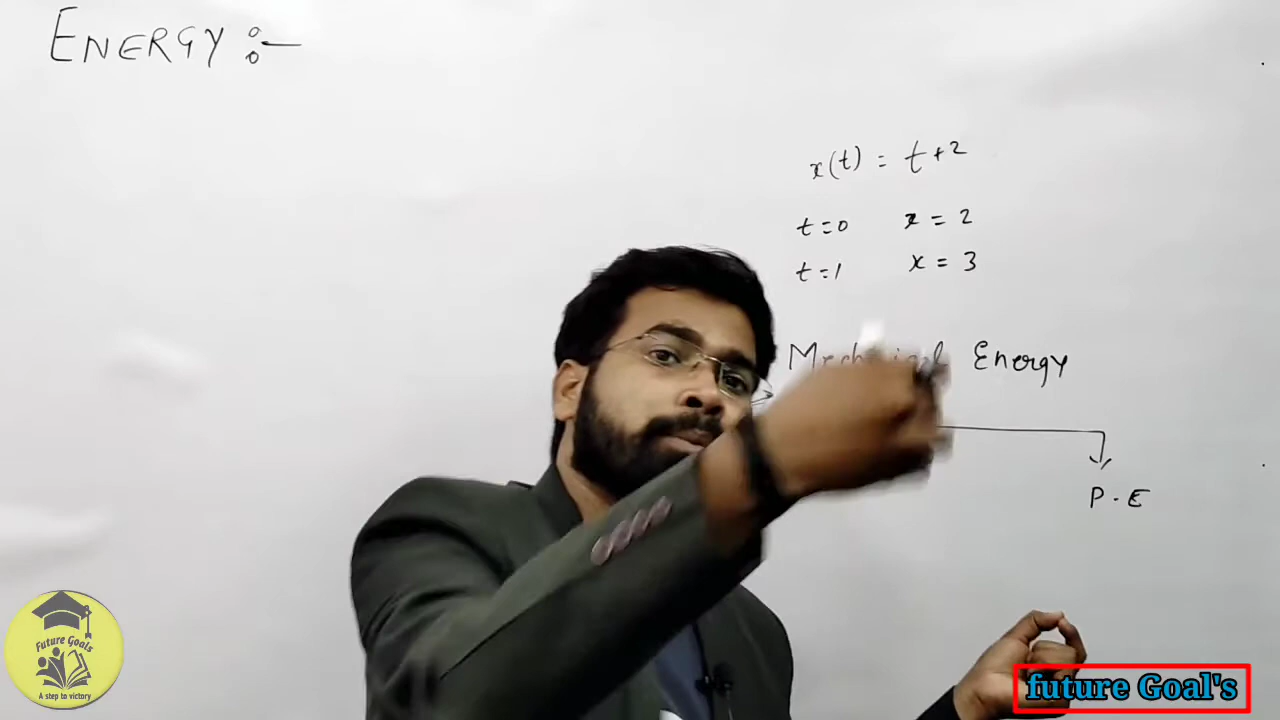 ENERGY :-
x(t) = t+2
t=0 x = 2
t=1 x = 3
Energy
P.E
Future Goals
A step to victory
future Goal's